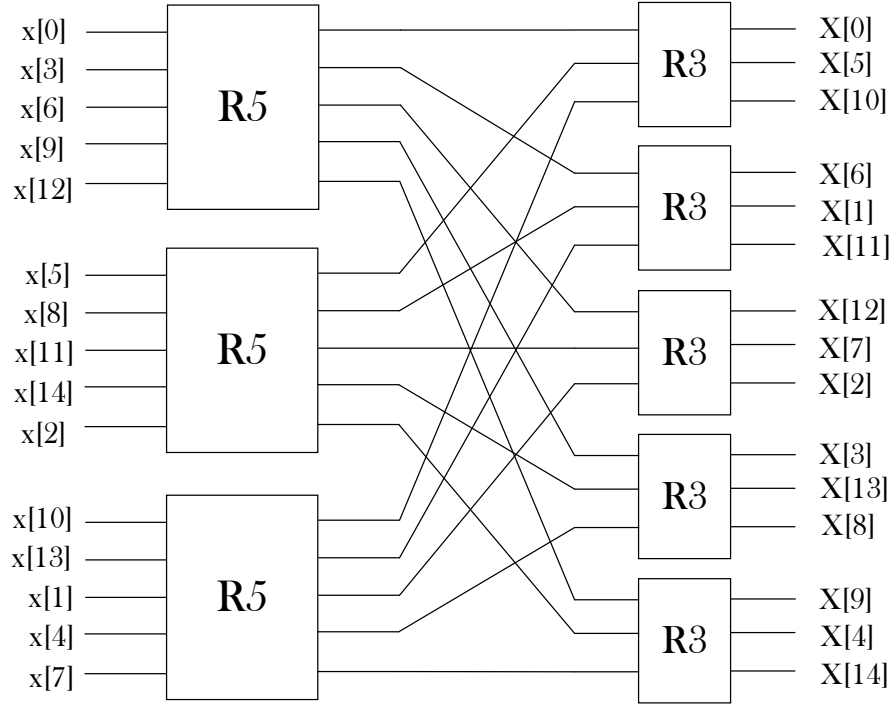 x[0]
x[3]
x[6]
x[9]
x[12]
R5
x[5]
x[8]
x[11]
x[14]
x[2]
R5
x[10]
x[13]
x[1]
x[4]
x[7]
R5
R3
X[0]
X[5]
X[10]
R3
X[6]
X[1]
X[11]
R3
X[12]
X[7]
X[2]
R3
X[3]
X[13]
X[8]
R3
X[9]
X[4]
X[14]